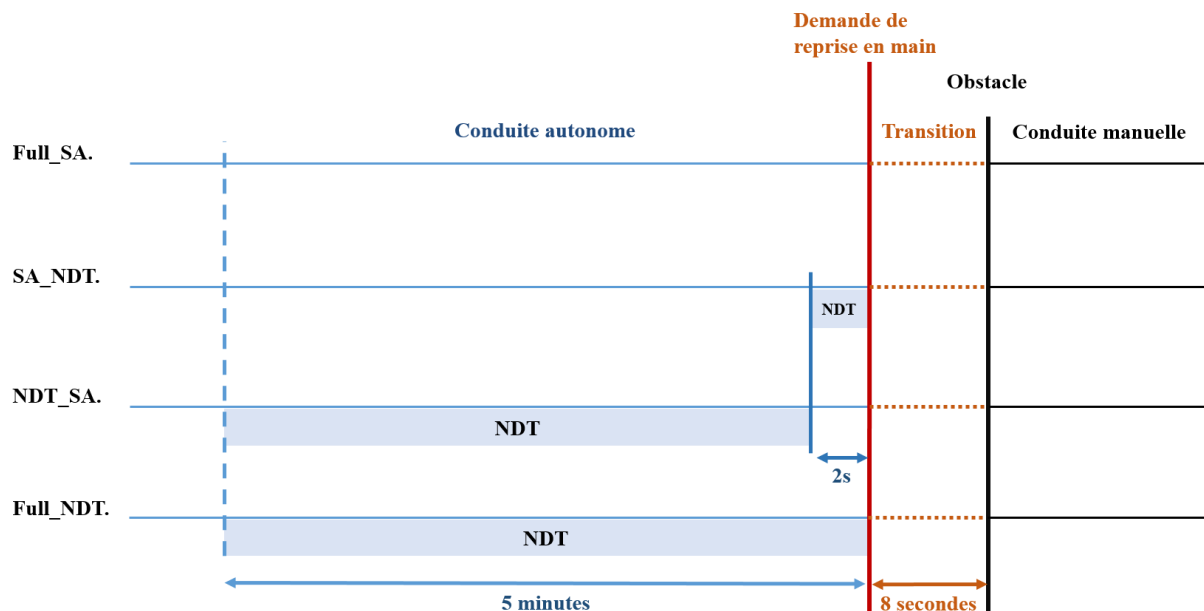 Demande de
reprise en main
Obstacle
Conduite autonome
Transition
Conduite manuelle
Full_SA.
SA_NDT.
NDT
NDT_SA.
NDT
2s
Full_NDT.
NDT
5 minutes
8 secondes